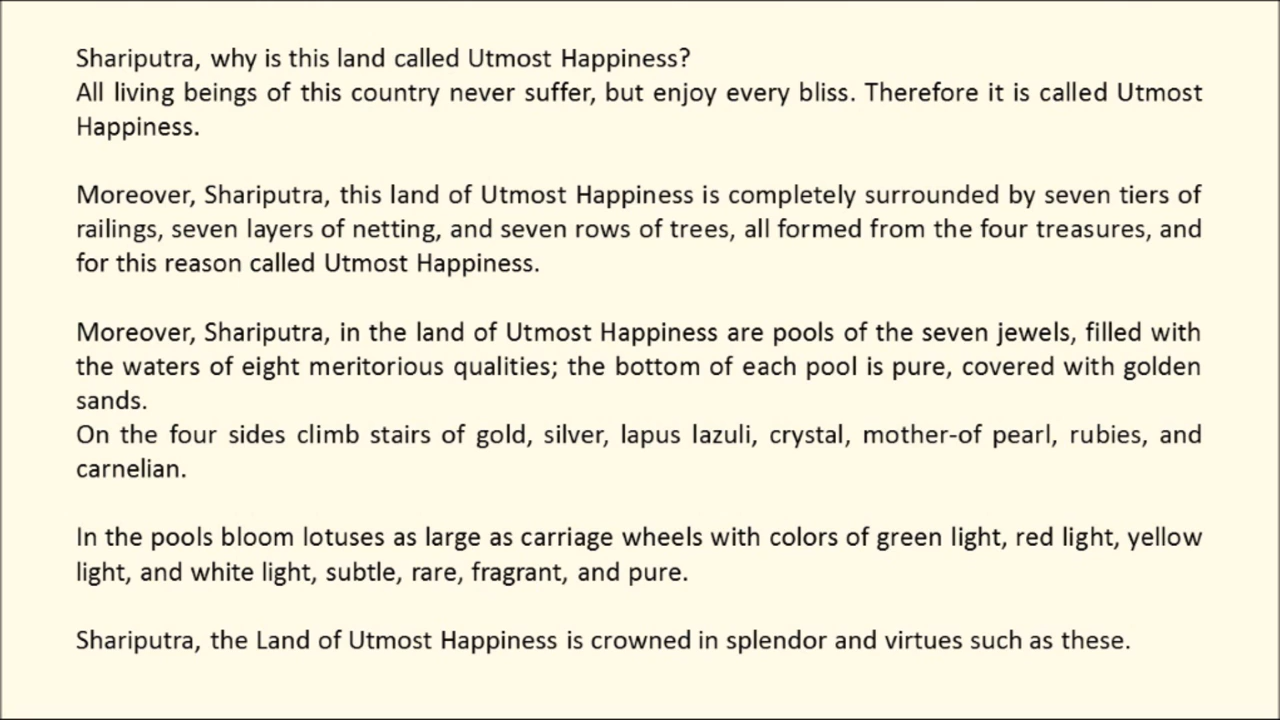 Shariputra, why is this land called Utmost Happiness?
All living beings of this country never suffer, but enjoy every bliss. Therefore it is called Utmost
Happiness.
Moreover, Shariputra, this land of Utmost Happiness is completely surrounded by seven tiers of
railings, seven layers of netting, and seven rows of trees, all formed from the four treasures, and
for this reason called Utmost Happiness.
Moreover, Shariputra, in the land of Utmost Happiness are pools of the seven jewels, filled with
the waters of eight meritorious qualities; the bottom of each pool is pure, covered with golden
sands.
On the four sides climb stairs of gold, silver, lapus lazuli, crystal, mother-of pearl, rubies, and
carnelian.
In the pools bloom lotuses as large as carriage wheels with colors of green light, red light, yellow
light, and white light, subtle, rare, fragrant, and pure.
Shariputra, the Land of Utmost Happiness is crowned in splendor and virtues such as these.